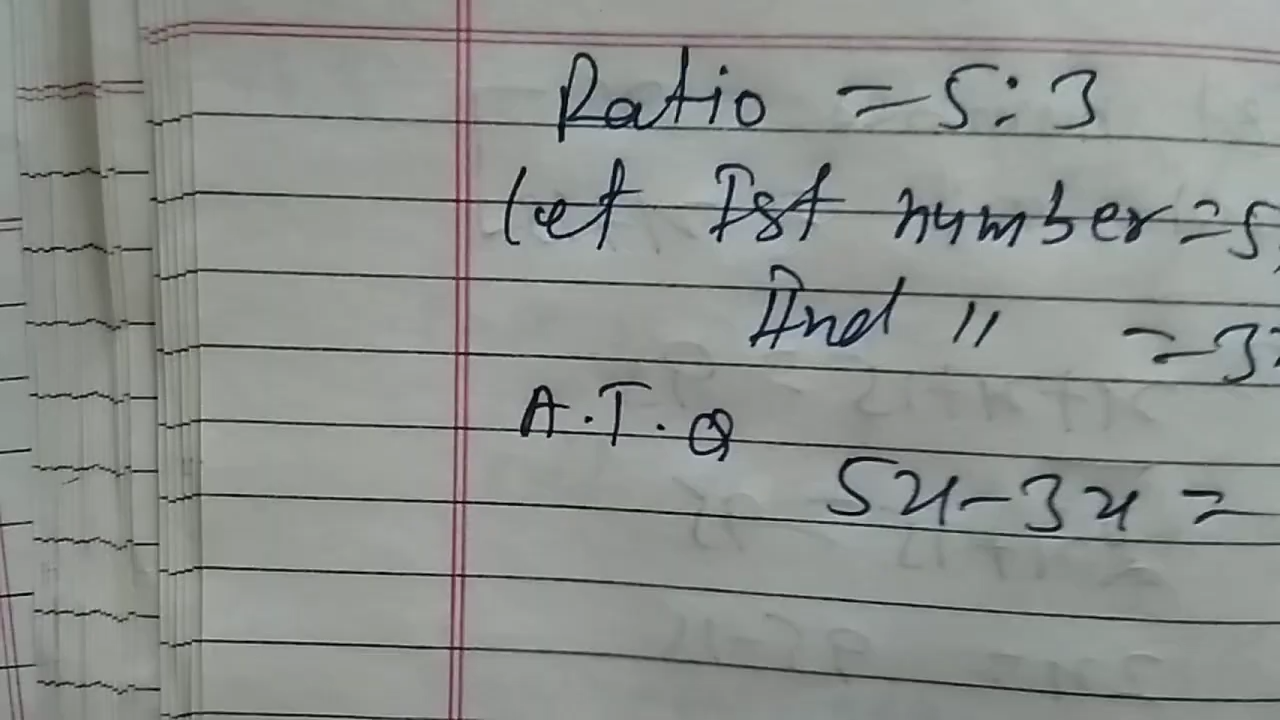 Ratio = 5:3
let Ist number = 5
IInd " = 3
A.T.Q
5x - 3x =